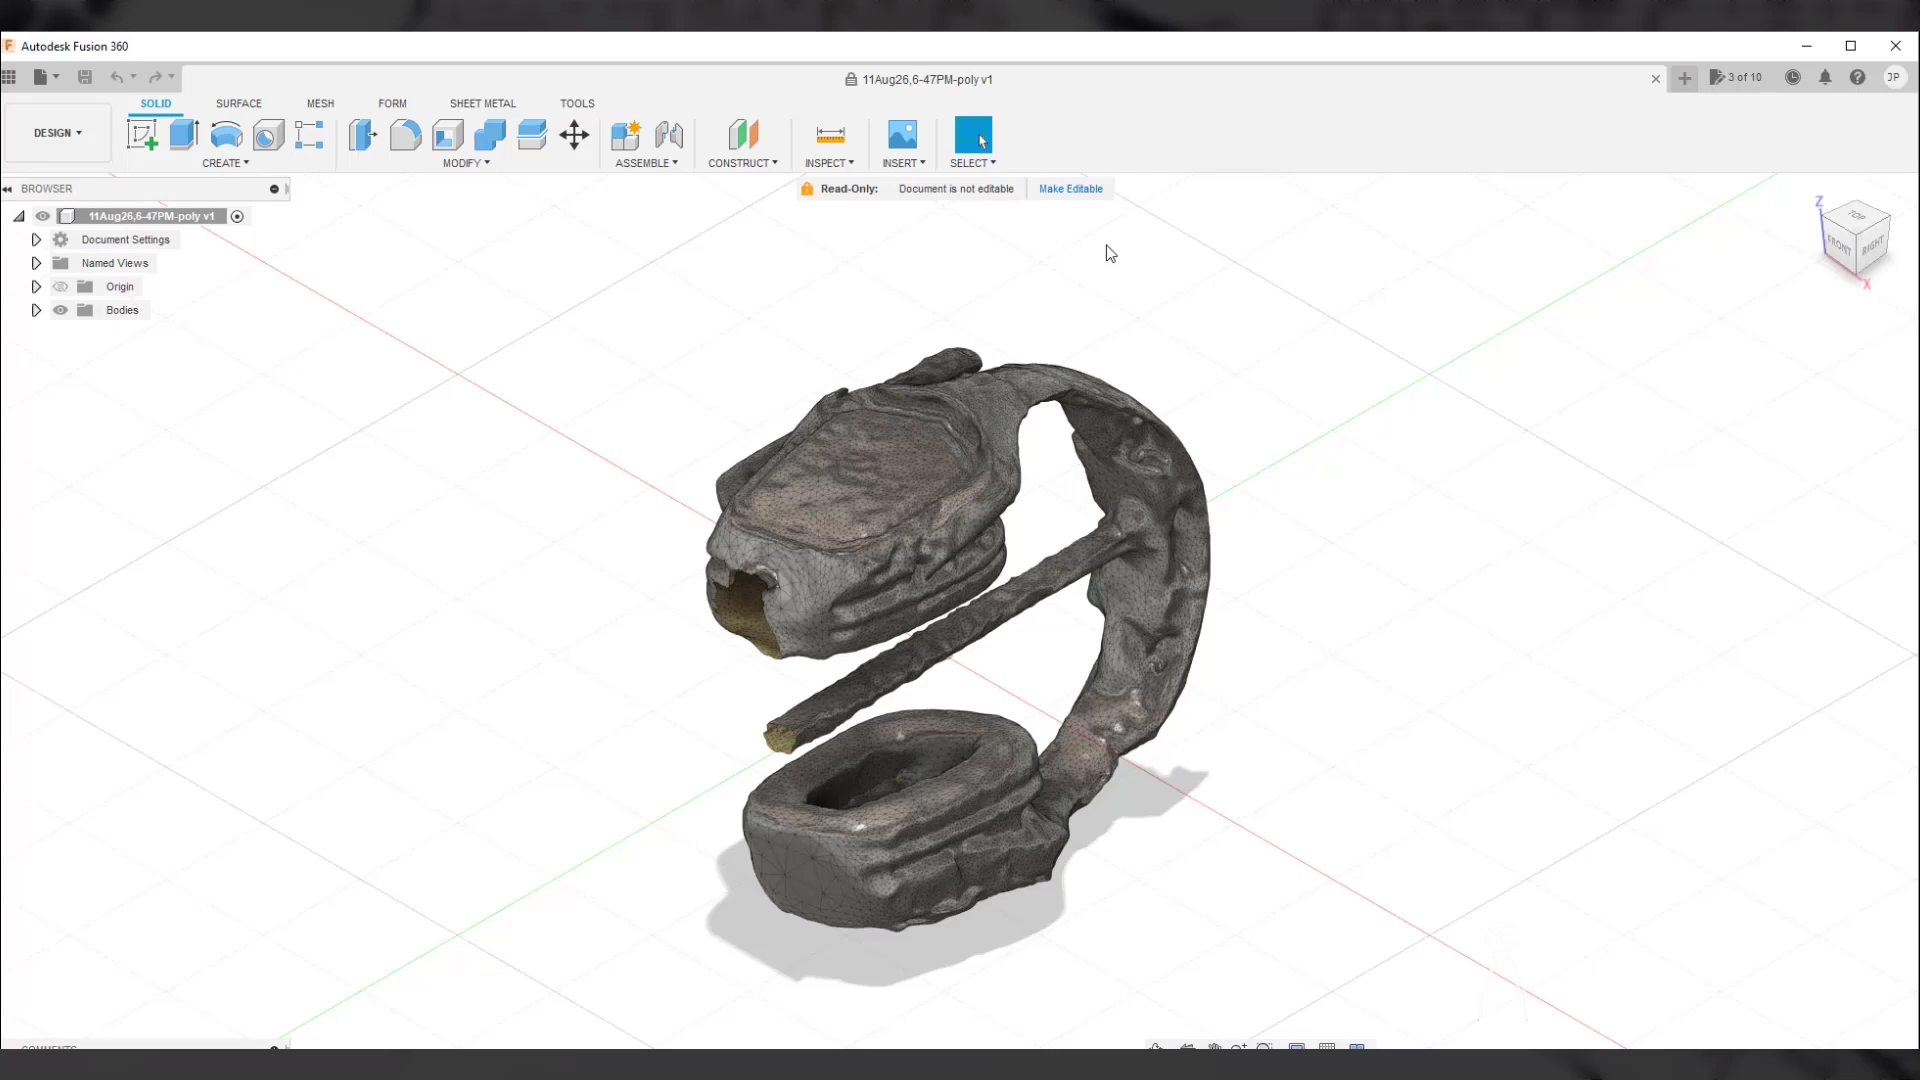 Autodesk Fusion 360
11Aug26,6-47PM-poly v1
3 of 10
JP
DESIGN
SOLID
SURFACE
MESH
FORM
SHEET METAL
TOOLS
CREATE
MODIFY
ASSEMBLE
CONSTRUCT
INSPECT
INSERT
SELECT
BROWSER
Read-Only: Document is not editable Make Editable
11Aug26,6-47PM-poly v1
Document Settings
Named Views
Origin
Bodies
Z
TOP
FRONT
RIGHT
X
COMMENTS